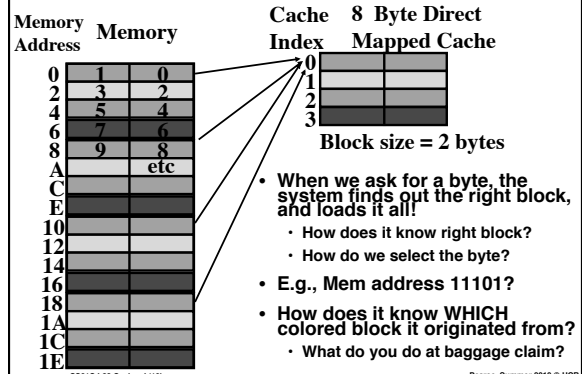 Memory
Address
Memory
Cache
Index
8 Byte Direct
Mapped Cache
0 1 0
2 3 2
4 5 4
6 7 6
8 9 8
A etc
C
E
10
12
14
16
18
1A
1C
1E
0
1
2
3
Block size = 2 bytes
• When we ask for a byte, the
system finds out the right block,
and loads it all!
• How does it know right block?
• How do we select the byte?
• E.g., Mem address 11101?
• How does it know WHICH
colored block it originated from?
• What do you do at baggage claim?